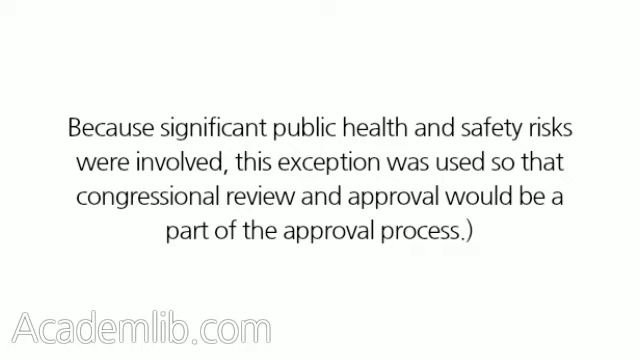 Because significant public health and safety risks
were involved, this exception was used so that
congressional review and approval would be a
part of the approval process.)
Academlib.com